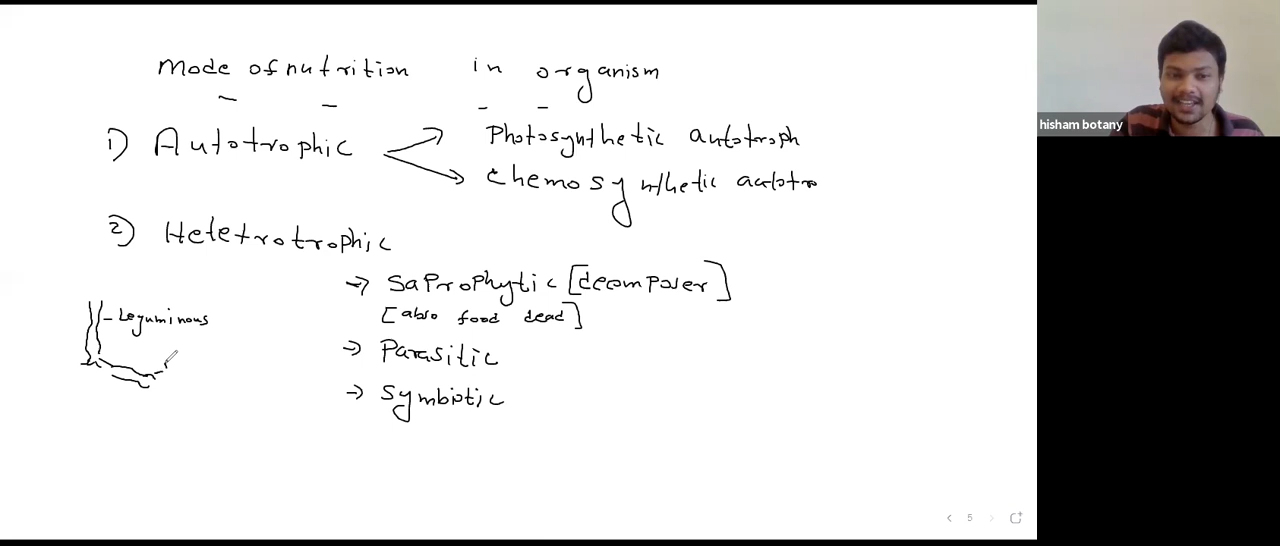 Mode of nutrition in organism
1) Autotrophic
Photosynthetic autotroph
Chemosynthetic autotro
2) Heletrotrophic
→ Saprophytic [decomposer]
[abso food dead]
→ Parasitic
→ Symbiotic
Leguminous
hisham botany
5